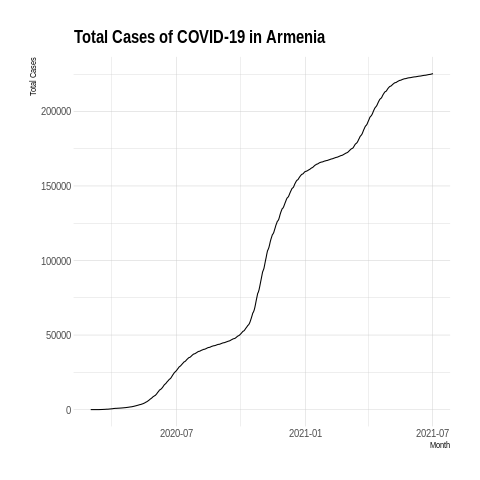 Total Cases of COVID-19 in Armenia
Total Cases
200000
150000
100000
50000
0
2020-07 2021-01 2021-07
Month